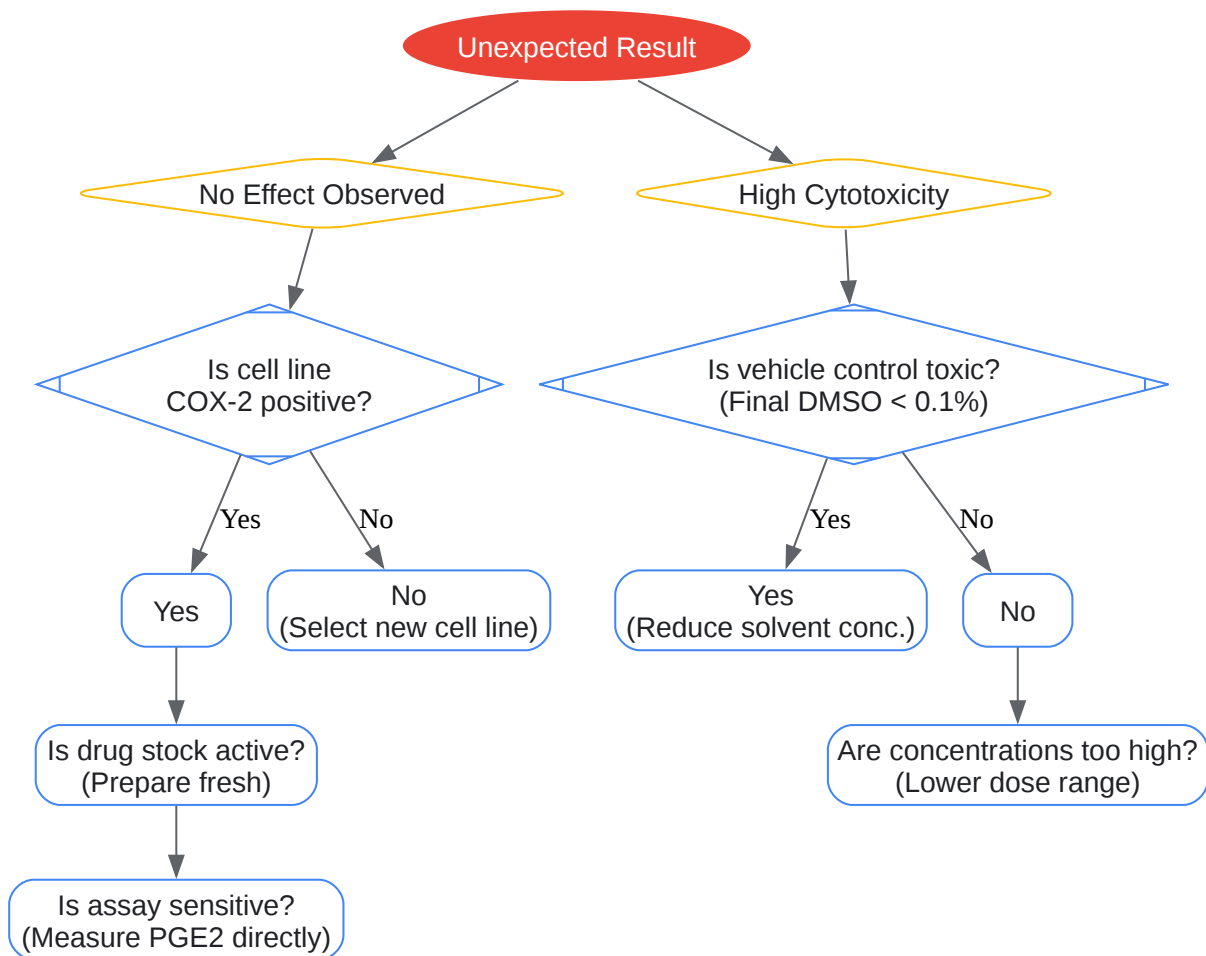 Unexpected Result
No Effect Observed
High Cytotoxicity
Is cell line
COX-2 positive?
Is vehicle control toxic?
(Final DMSO < 0.1%)
Yes
No
Yes
No
Yes
No
(Select new cell line)
Yes
(Reduce solvent conc.)
No
Is drug stock active?
(Prepare fresh)
Are concentrations too high?
(Lower dose range)
Is assay sensitive?
(Measure PGE2 directly)